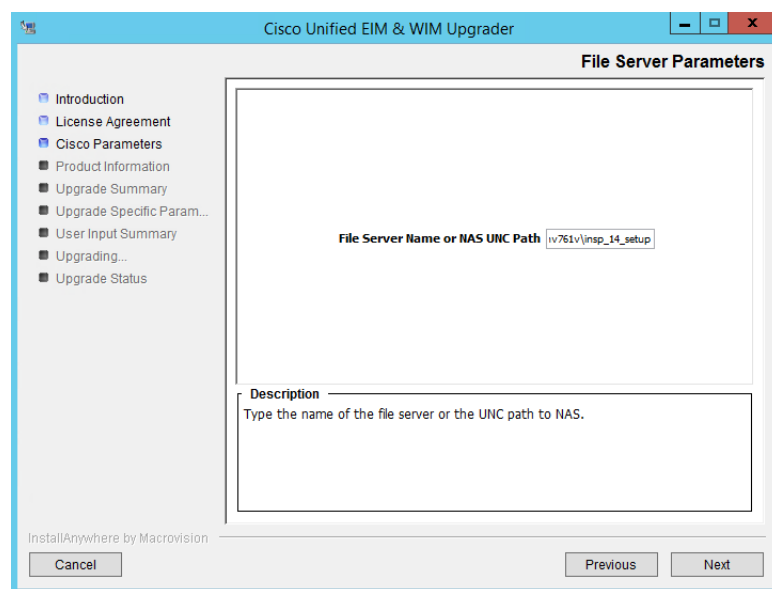 Cisco Unified EIM & WIM Upgrader
File Server Parameters
Introduction
License Agreement
Cisco Parameters
Product Information
Upgrade Summary
Upgrade Specific Param...
User Input Summary
Upgrading...
Upgrade Status
File Server Name or NAS UNC Path
v761v\insp_14_setup
Description
Type the name of the file server or the UNC path to NAS.
InstallAnywhere by Macrovision
Cancel
Previous
Next